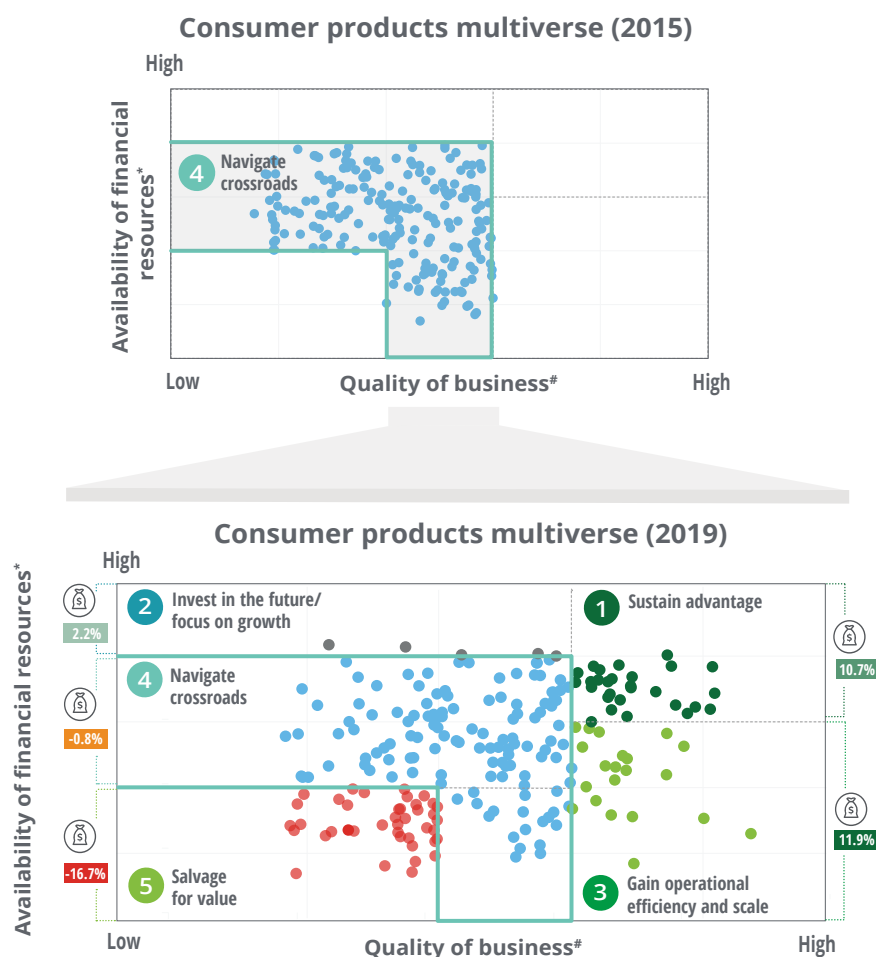 Consumer products multiverse (2015)
High
Availability of financial
resources*
4
Navigate
crossroads
Low
Quality of business#
High
Consumer products multiverse (2019)
High
Availability of financial resources*
$
2.2%
2
Invest in the future/
focus on growth
1
Sustain advantage
$
10.7%
4
Navigate
crossroads
$
-0.8%
$
-16.7%
$
11.9%
5
Salvage
for value
3
Gain operational
efficiency and scale
Low
Quality of business#
High